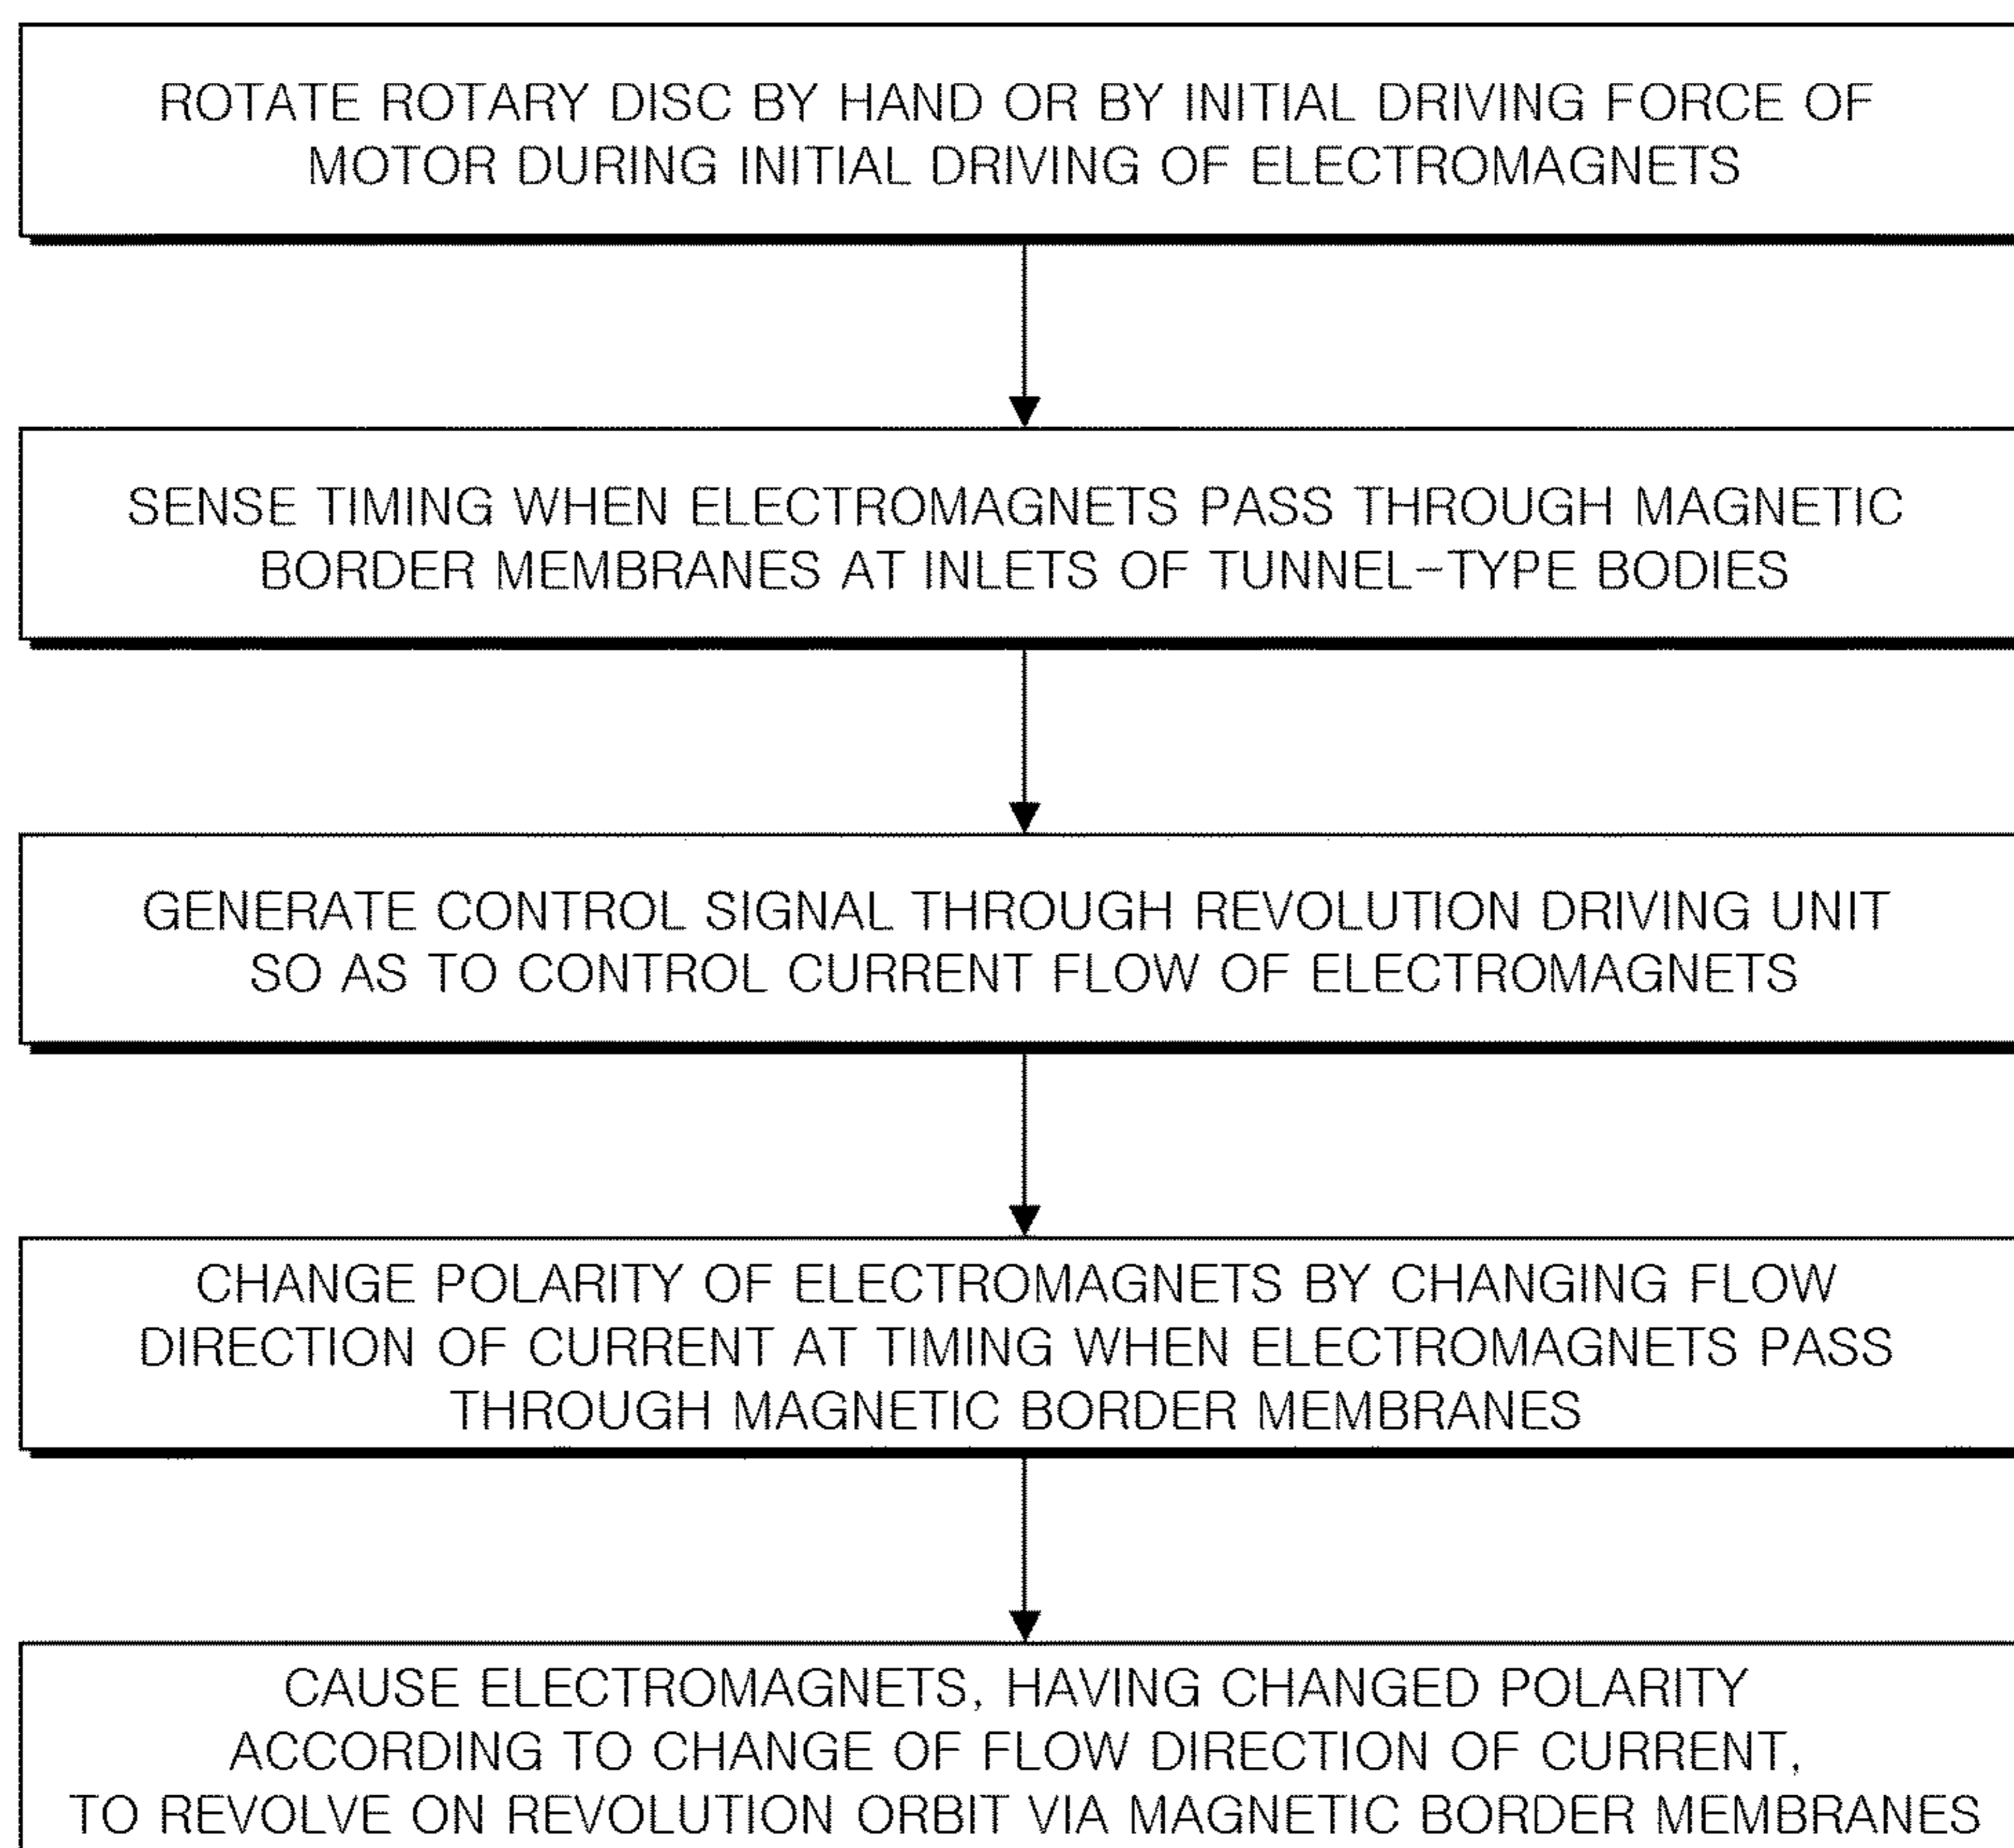 ROTATE ROTARY DISC BY HAND OR BY INITIAL DRIVING FORCE OF
MOTOR DURING INITIAL DRIVING OF ELECTROMAGNETS
SENSE TIMING WHEN ELECTROMAGNETS PASS THROUGH MAGNETIC
BORDER MEMBRANES AT INLETS OF TUNNEL-TYPE BODIES
GENERATE CONTROL SIGNAL THROUGH REVOLUTION DRIVING UNIT
SO AS TO CONTROL CURRENT FLOW OF ELECTROMAGNETS
CHANGE POLARITY OF ELECTROMAGNETS BY CHANGING FLOW
DIRECTION OF CURRENT AT TIMING WHEN ELECTROMAGNETS PASS
THROUGH MAGNETIC BORDER MEMBRANES
CAUSE ELECTROMAGNETS, HAVING CHANGED POLARITY
ACCORDING TO CHANGE OF FLOW DIRECTION OF CURRENT,
TO REVOLVE ON REVOLUTION ORBIT VIA MAGNETIC BORDER MEMBRANES